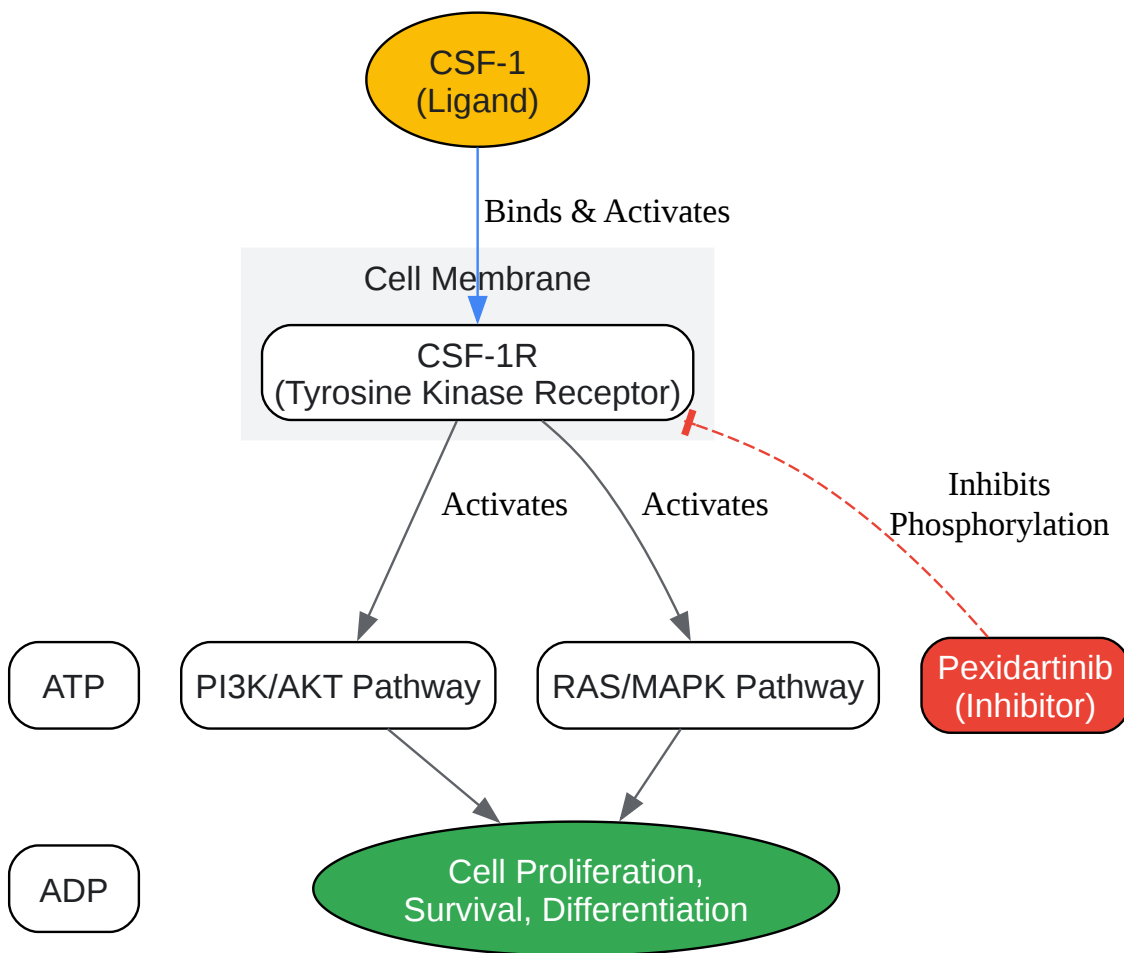 CSF-1
(Ligand)
Binds & Activates
Cell Membrane
CSF-1R
(Tyrosine Kinase Receptor)
Activates
Activates
Inhibits
Phosphorylation
ATP
PI3K/AKT Pathway
RAS/MAPK Pathway
Pexidartinib
(Inhibitor)
ADP
Cell Proliferation,
Survival, Differentiation